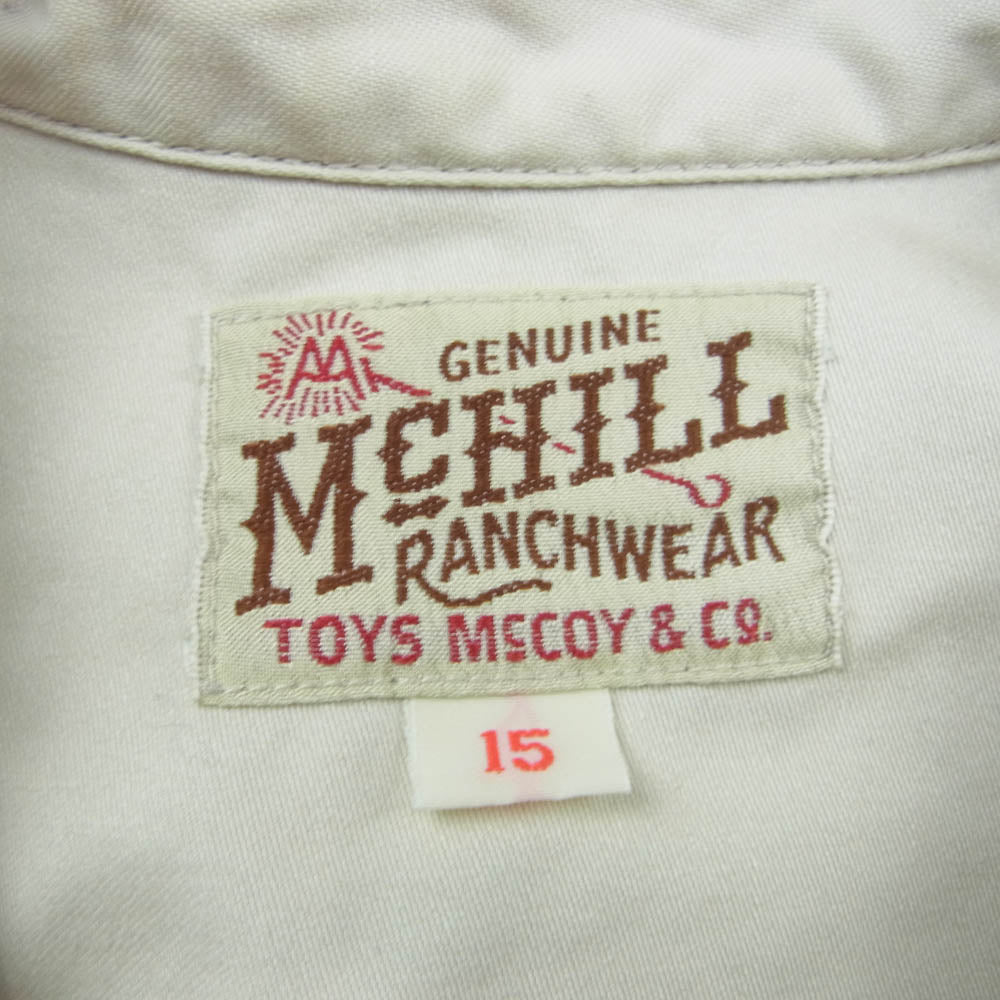 GENUINE
McHILL
RANCHWEAR
TOYS McCOY & Co.
15